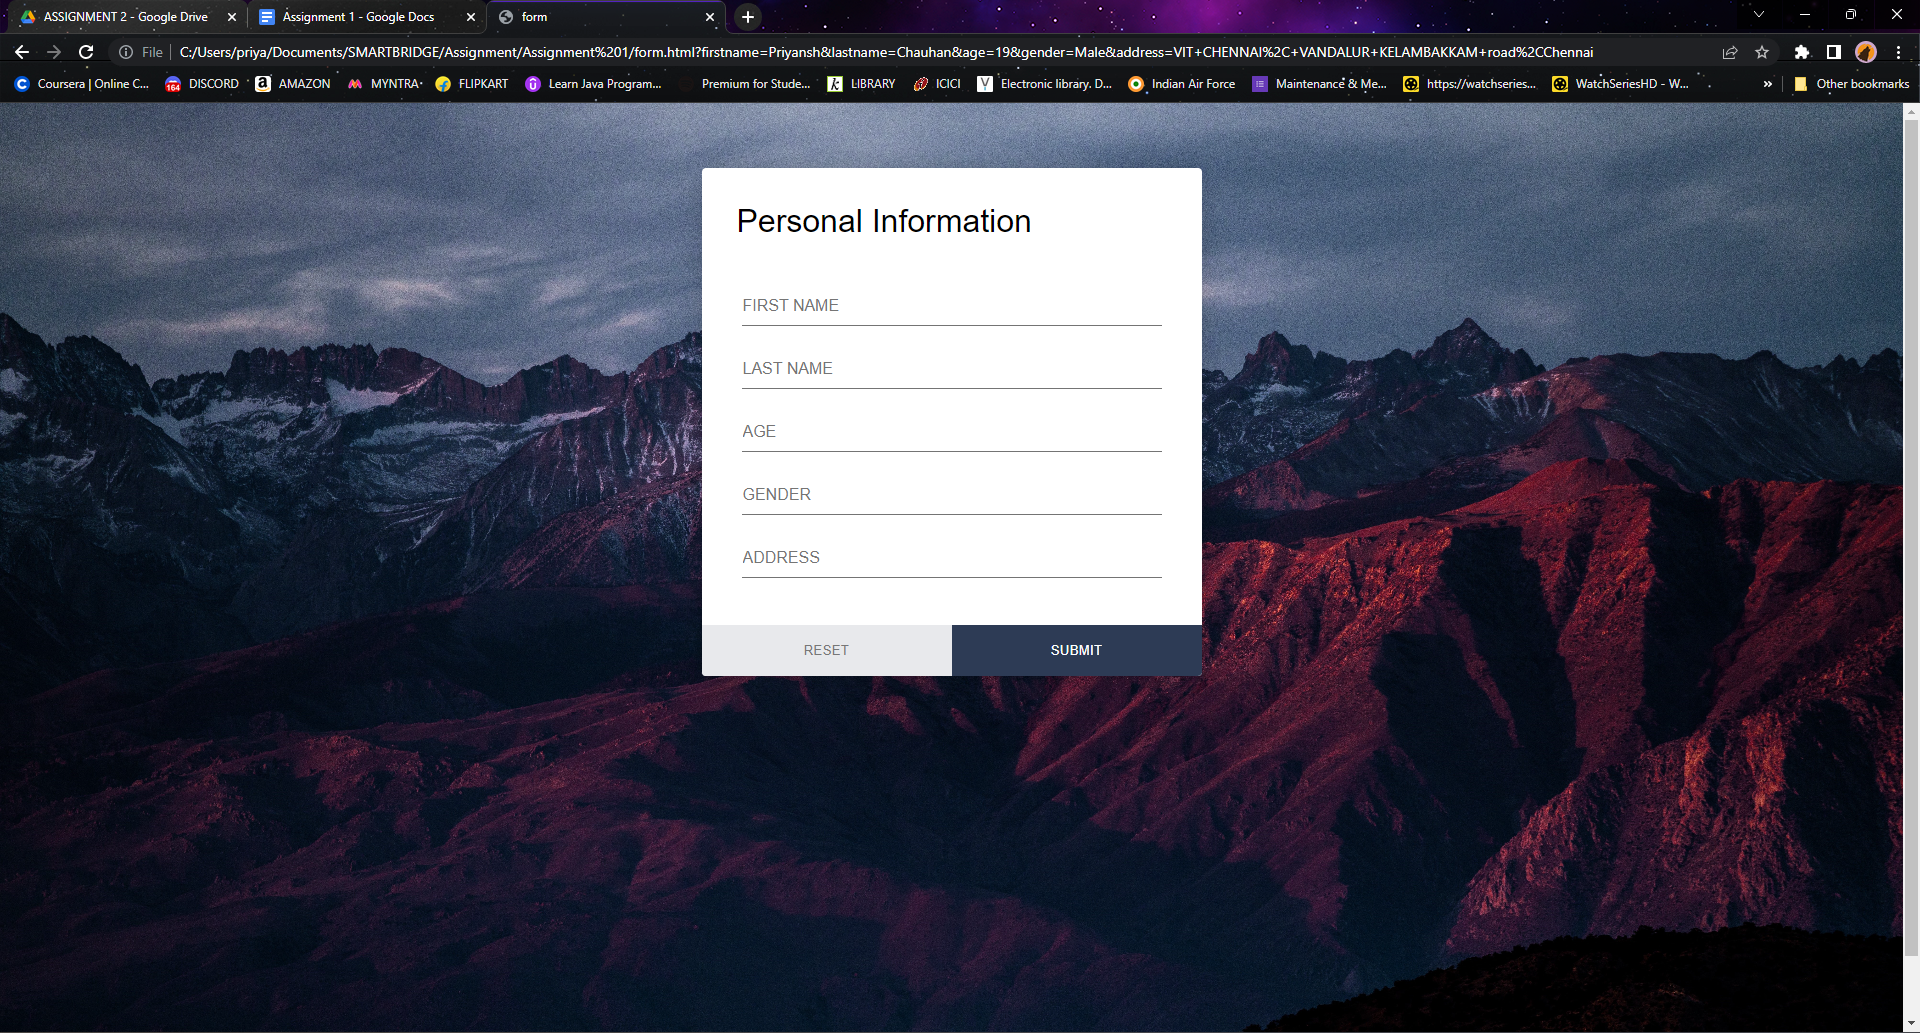 ASSIGNMENT 2 - Google Drive
Assignment 1 - Google Docs
form
File
C:/Users/priya/Documents/SMARTBRIDGE/Assignment/Assignment%201/form.html?firstname=Priyansh&lastname=Chauhan&age=19&gender=Male&address=VIT+CHENNAI%2C+VANDALUR+KELAMBAKKAM+road%2CChennai
Coursera | Online C...
164
DISCORD
AMAZON
MYNTRA
FLIPKART
Learn Java Program...
Premium for Stude...
LIBRARY
ICICI
Electronic library. D...
Indian Air Force
Maintenance & Me...
https://watchseries...
WatchSeriesHD - W...
»
Other bookmarks
Personal Information
FIRST NAME
LAST NAME
AGE
GENDER
ADDRESS
RESET
SUBMIT